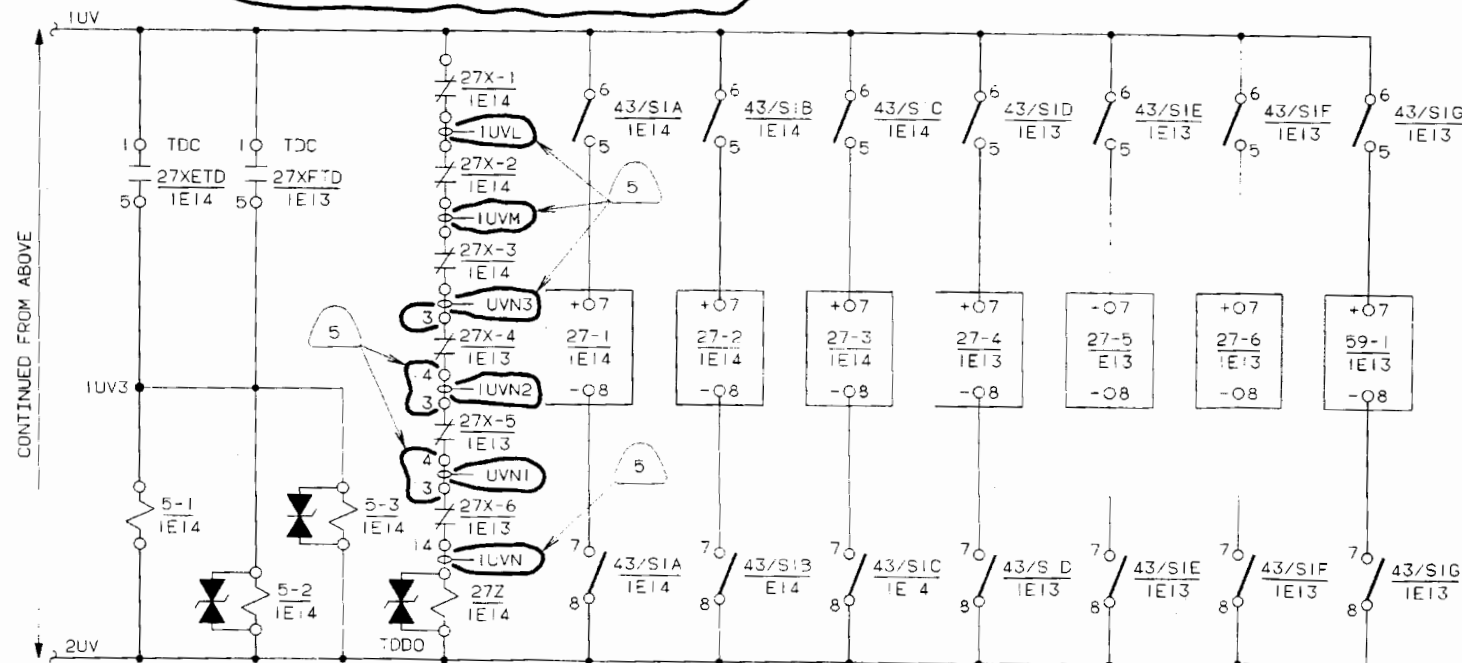 1UV
CONTINUED FROM ABOVE
1 TDC
27XETD
1E14
5
1 TDC
27XFTD
1E13
5
1UV3
5-1
1E14
5-2
1E14
5-3
1E14
27X-1
1E14
1UVL
27X-2
1E14
1UVM
27X-3
1E14
UVN3
3
27X-4
1E13
4
1UVN2
3
27X-5
1E13
4
UVN1
3
27X-6
1E13
14
1UVN
27Z
1E14
TDDO
5
5
5
6
43/S1A
1E14
5
6
43/S1B
1E14
5
6
43/S C
1E14
5
6
43/S1D
1E13
5
6
43/S1E
1E13
5
6
43/S1F
1E13
5
6
43/S1G
1E13
5
+ 7
27-1
1E14
- 8
+ 7
27-2
1E14
- 8
+ 7
27-3
1E14
- 8
+ 7
27-4
1E13
- 8
- 7
27-5
E13
- 8
+ 7
27-6
1E13
- 8
+ 7
59-1
1E13
- 8
7
43/S1A
1E14
8
7
43/S1B
E14
8
7
43/S1C
1E 4
8
7
43/S D
1E13
8
7
43/S1E
1E13
8
7
43/S1F
1E13
8
7
43/S1G
1E13
8
2UV